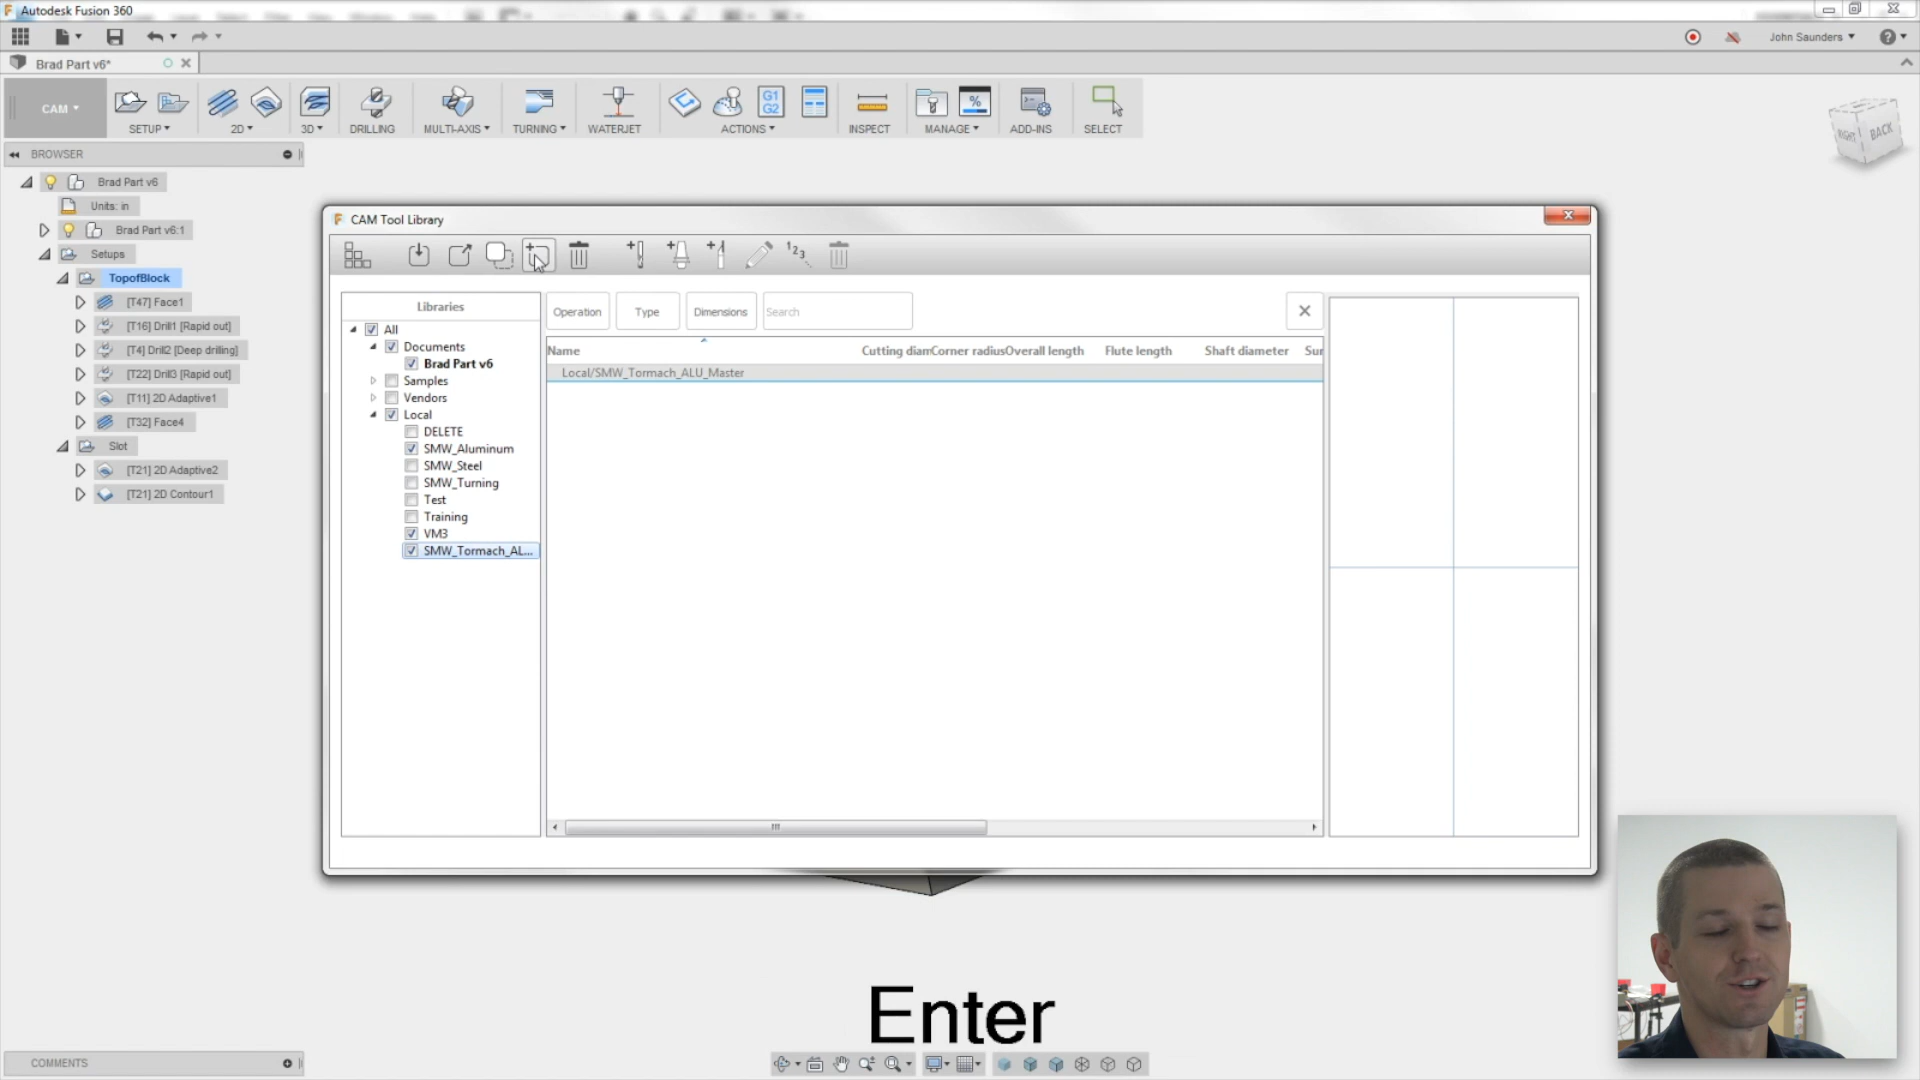 Autodesk Fusion 360
John Saunders
Brad Part v6*
CAM
SETUP
2D
3D
DRILLING
MULTI-AXIS
TURNING
WATERJET
G1
G2
ACTIONS
INSPECT
MANAGE
ADD-INS
SELECT
RIGHT
BACK
BROWSER
Brad Part v6
Units: in
Brad Part v6:1
Setups
TopofBlock
[T47] Face1
[T16] Drill1 [Rapid out]
[T4] Drill2 [Deep drilling]
[T22] Drill3 [Rapid out]
[T11] 2D Adaptive1
[T32] Face4
Slot
[T21] 2D Adaptive2
[T21] 2D Contour1
CAM Tool Library
Libraries
All
Documents
Brad Part v6
Samples
Vendors
Local
DELETE
SMW_Aluminum
SMW_Steel
SMW_Turning
Test
Training
VM3
SMW_Tormach_AL...
Operation
Type
Dimensions
Search
Name
Cutting diam
Corner radius
Overall length
Flute length
Shaft diameter
Sur
Local/SMW_Tormach_ALU_Master
Enter
COMMENTS